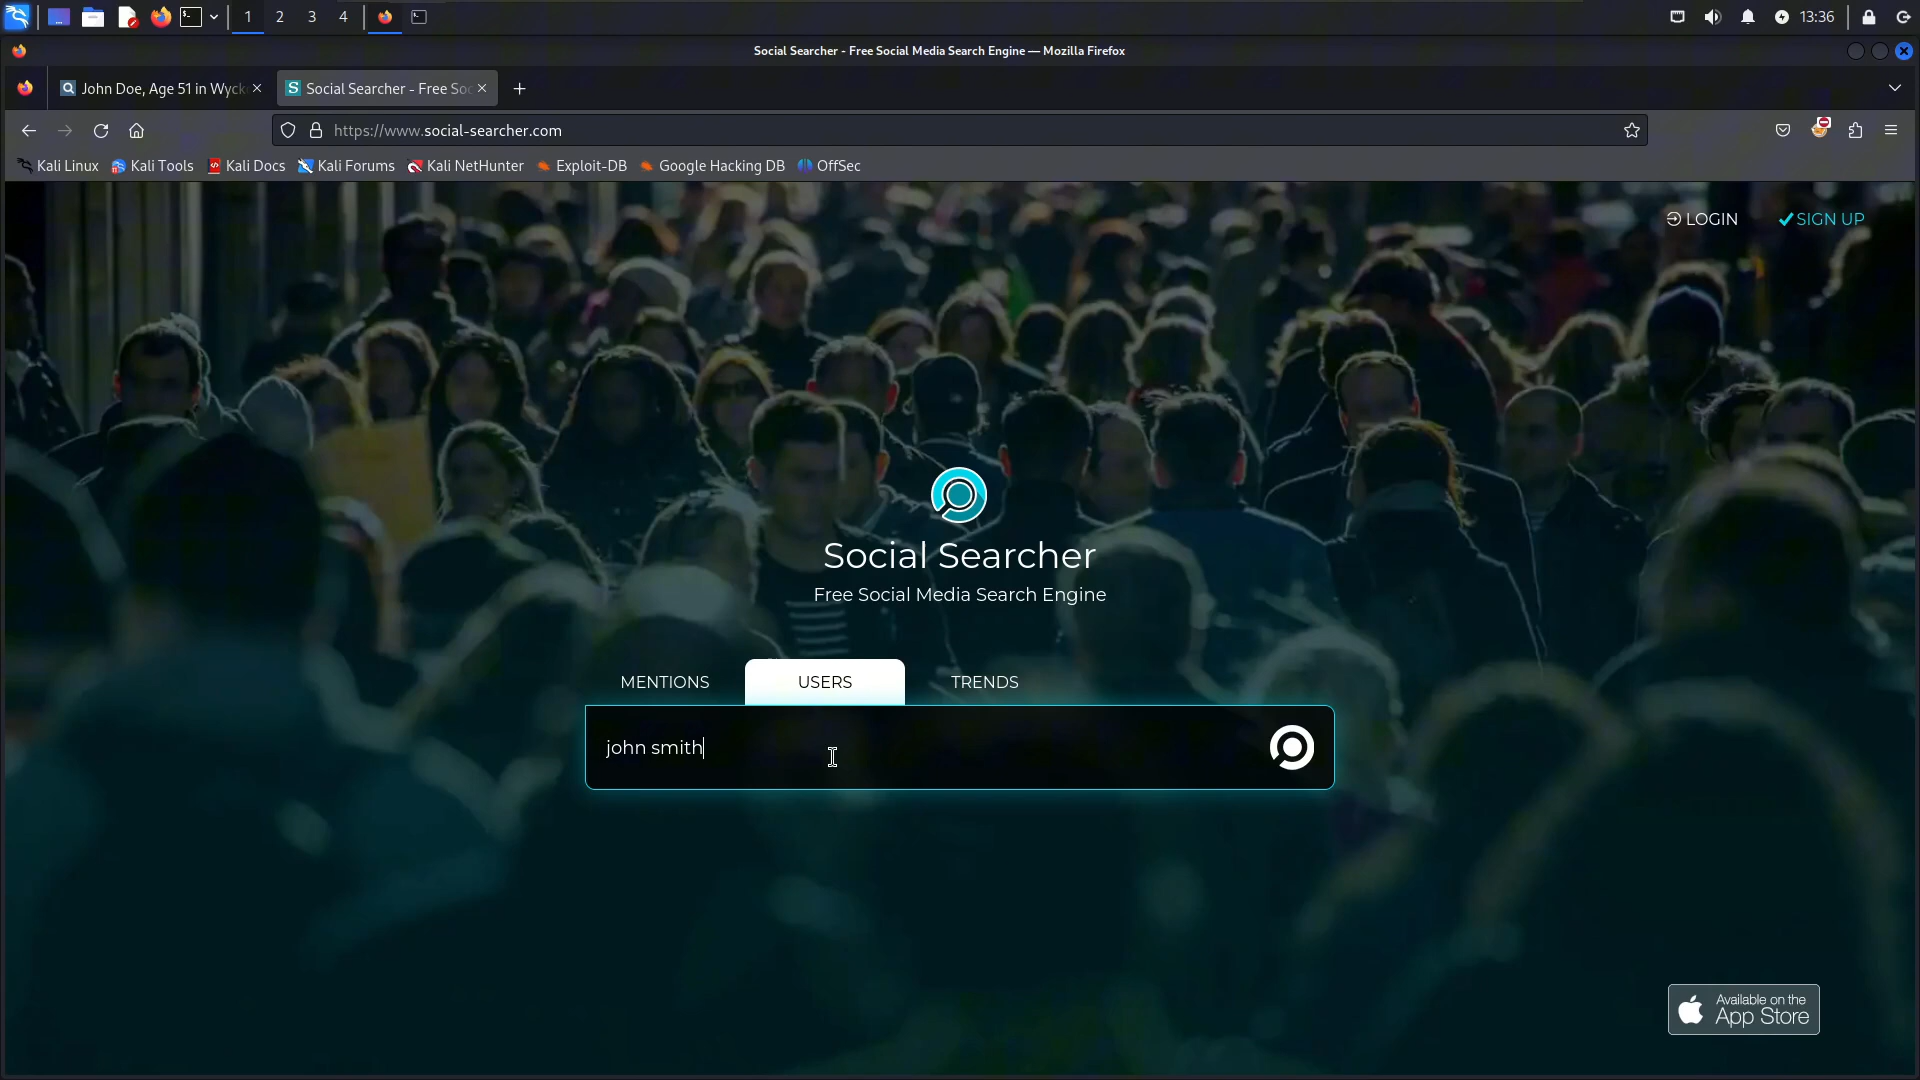 1 2 3 4 13:36
Social Searcher - Free Social Media Search Engine — Mozilla Firefox
John Doe, Age 51 in Wyck
Social Searcher - Free Soc
https://www.social-searcher.com
Kali Linux Kali Tools Kali Docs Kali Forums Kali NetHunter Exploit-DB Google Hacking DB OffSec
LOGIN SIGN UP
Social Searcher
Free Social Media Search Engine
MENTIONS USERS TRENDS
john smith
Available on the
App Store